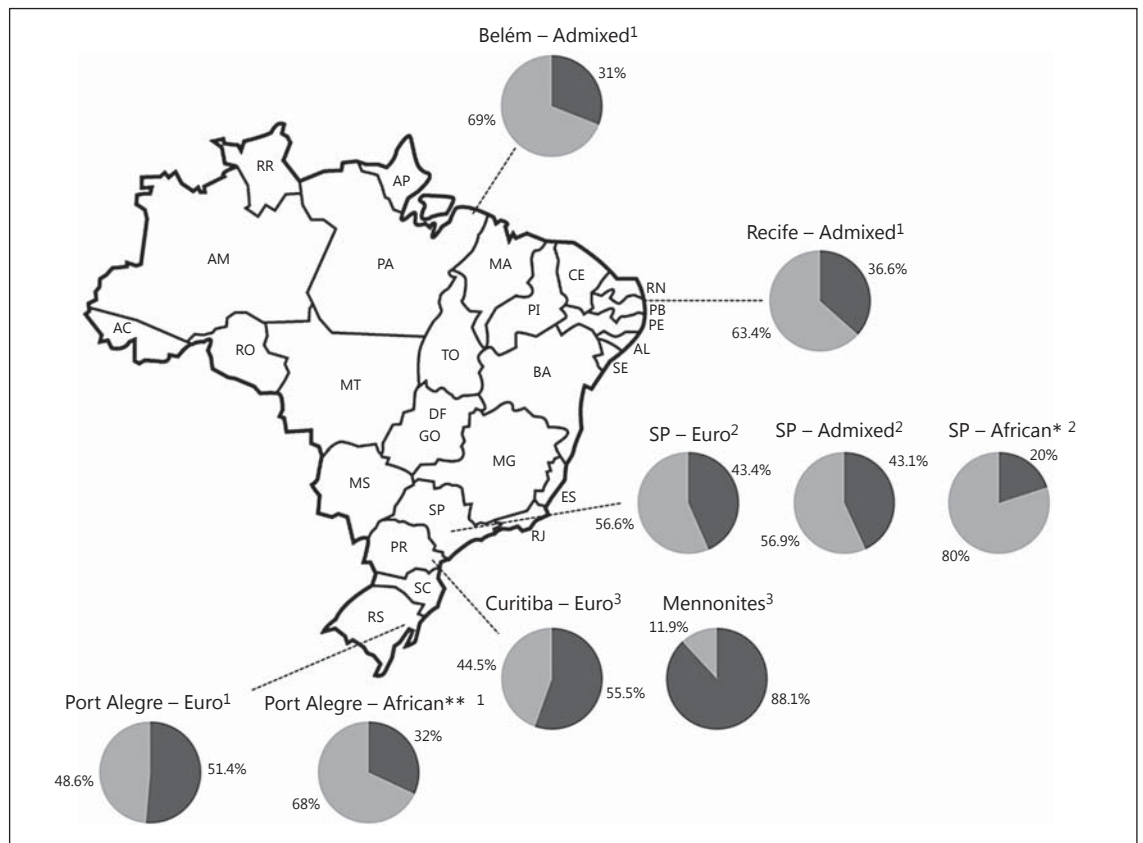 Belém – Admixed¹
31%
69%
RR
AP
AM
PA
MA
CE
RN
PB
PE
AL
SE
PI
AC
RO
TO
BA
MT
DF
GO
MG
MS
ES
SP
RJ
PR
SC
RS
Recife – Admixed¹
36.6%
63.4%
SP – Euro²
43.4%
56.6%
SP – Admixed²
43.1%
56.9%
SP – African* ²
20%
80%
Curitiba – Euro³
44.5%
55.5%
Mennonites³
11.9%
88.1%
Port Alegre – Euro¹
48.6%
51.4%
Port Alegre – African** ¹
32%
68%